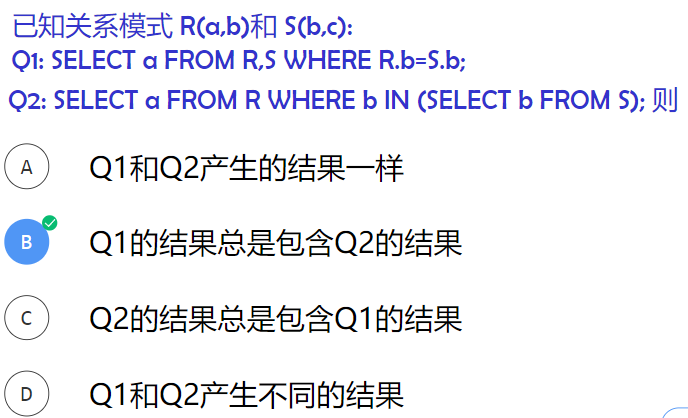 已知关系模式 R(a,b)和 S(b,c):
Q1: SELECT a FROM R,S WHERE R.b=S.b;
Q2: SELECT a FROM R WHERE b IN (SELECT b FROM S); 则
A Q1和Q2产生的结果一样
B Q1的结果总是包含Q2的结果
C Q2的结果总是包含Q1的结果
D Q1和Q2产生不同的结果